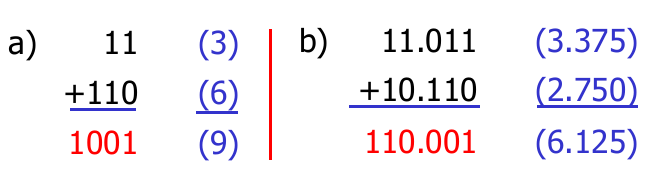 a) 11 (3)
+110 (6)
1001 (9)
b) 11.011 (3.375)
+10.110 (2.750)
110.001 (6.125)